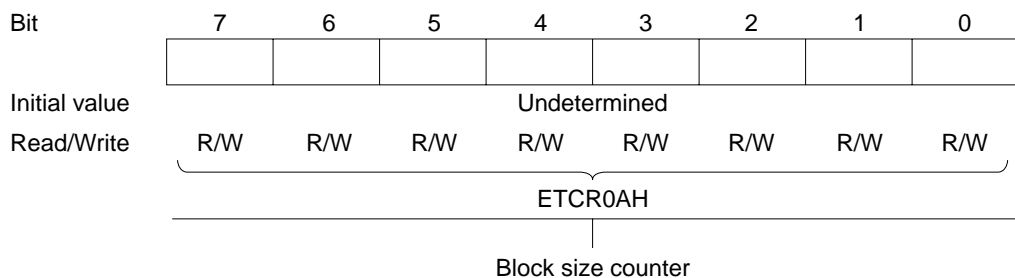 Bit 7 6 5 4 3 2 1 0
Initial value Undetermined
Read/Write R/W R/W R/W R/W R/W R/W R/W R/W
ETCR0AH
Block size counter